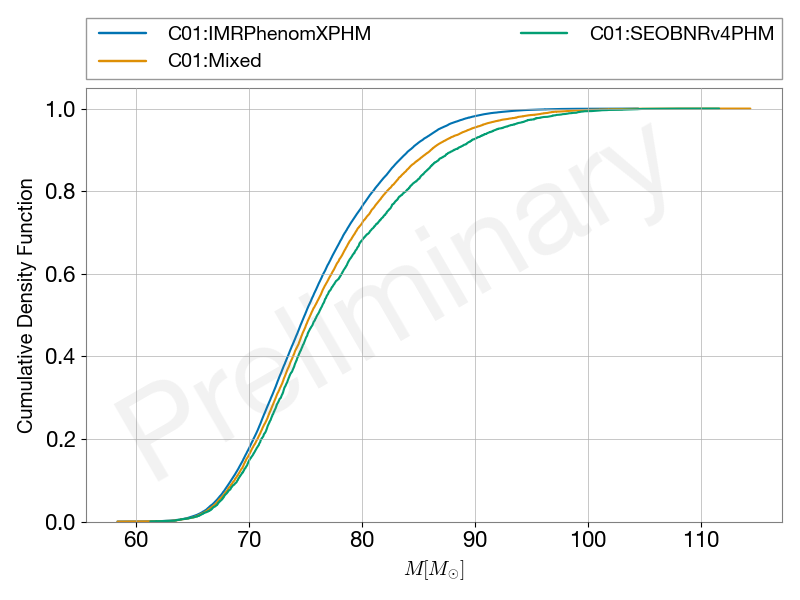 C01:IMRPhenomXPHM
C01:Mixed
C01:SEOBNRv4PHM
1.0
0.8
0.6
0.4
0.2
0.0
Cumulative Density Function
Preliminary
60 70 80 90 100 110
M[M⊙]